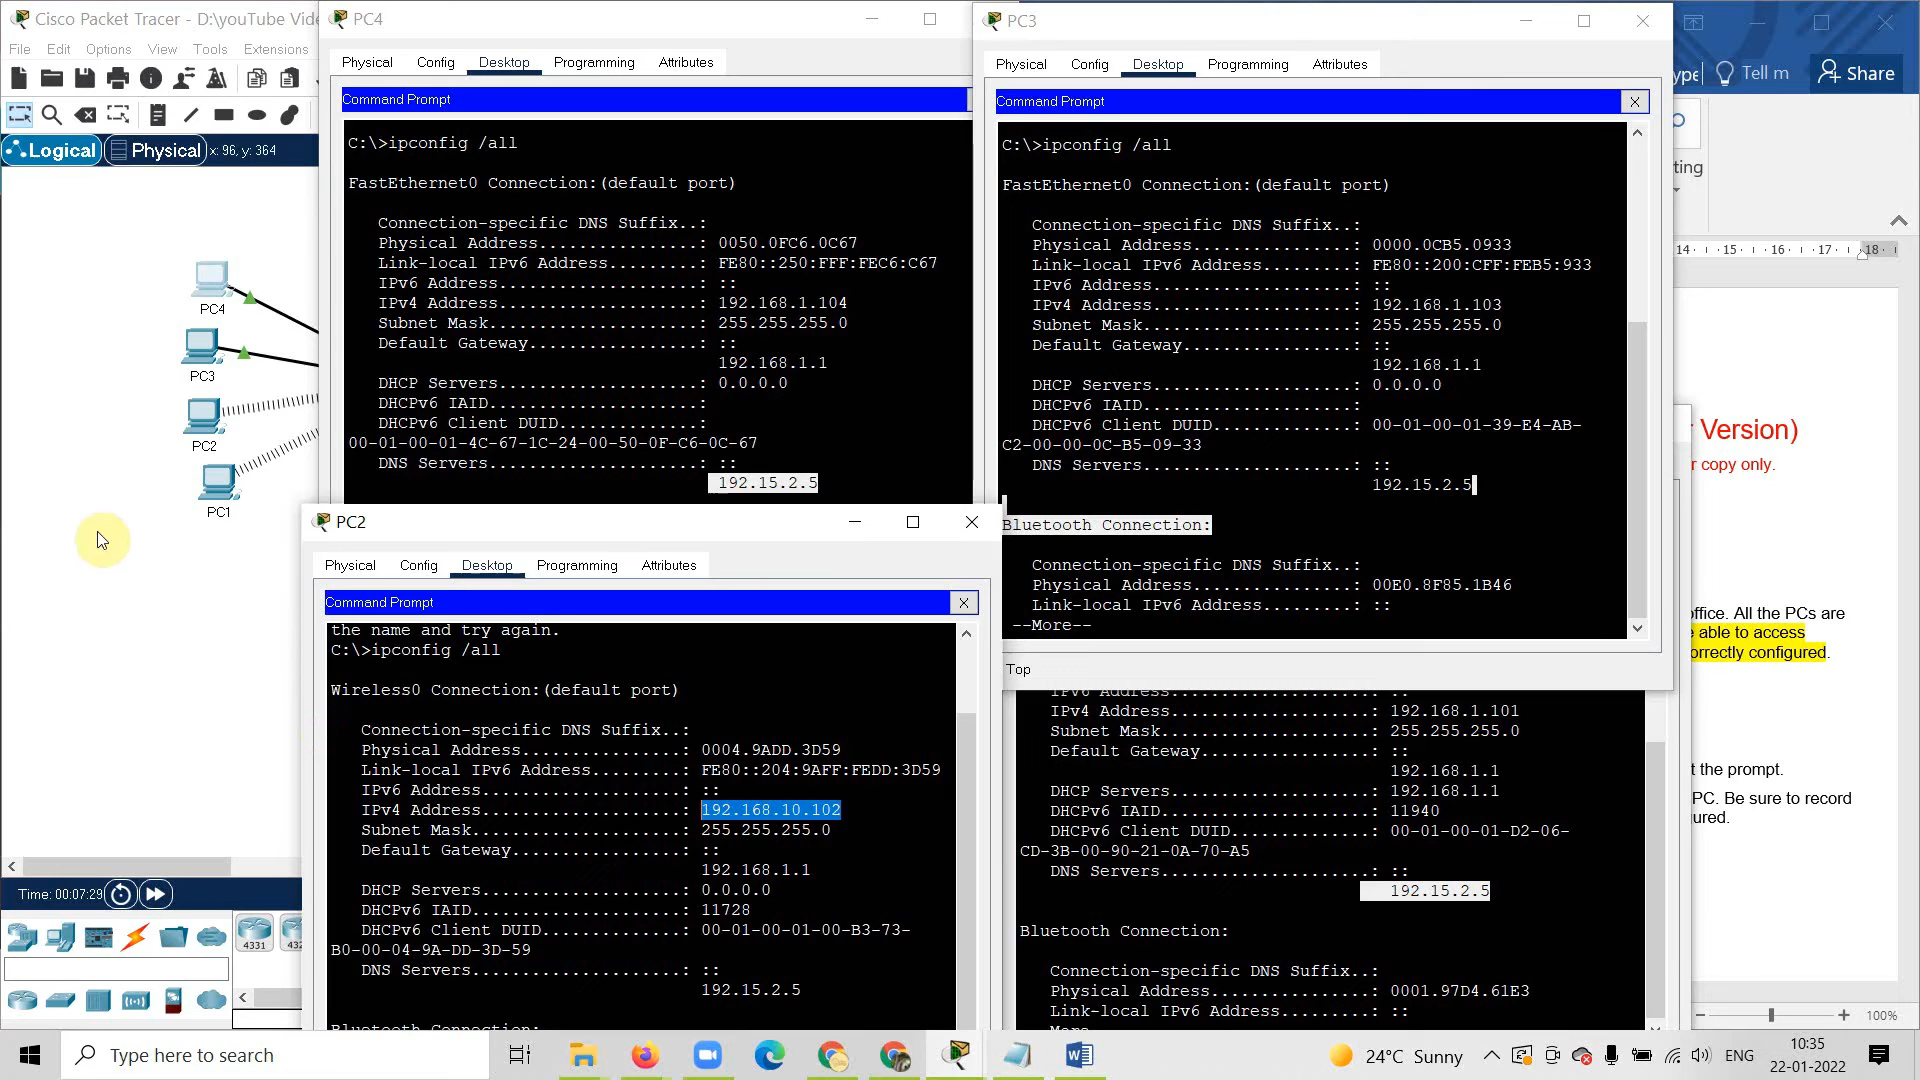 Cisco Packet Tracer - D:\youTube Vide
File Edit Options View Tools Extensions
Logical Physical x: 96, y: 364
PC4
PC3
PC2
PC1
Time: 00:07:29
4331
432
PC4
Physical Config Desktop Programming Attributes
Command Prompt
C:\>ipconfig /all
FastEthernet0 Connection:(default port)
Connection-specific DNS Suffix..:
Physical Address................: 0050.0FC6.0C67
Link-local IPv6 Address.........: FE80::250:FFF:FEC6:C67
IPv6 Address....................: ::
IPv4 Address....................: 192.168.1.104
Subnet Mask.....................: 255.255.255.0
Default Gateway.................: ::
192.168.1.1
DHCP Servers....................: 0.0.0.0
DHCPv6 IAID.....................:
DHCPv6 Client DUID..............:
00-01-00-01-4C-67-1C-24-00-50-0F-C6-0C-67
DNS Servers.....................: ::
192.15.2.5
PC3
Physical Config Desktop Programming Attributes
Command Prompt X
C:\>ipconfig /all
FastEthernet0 Connection:(default port)
Connection-specific DNS Suffix..:
Physical Address................: 0000.0CB5.0933
Link-local IPv6 Address.........: FE80::200:CFF:FEB5:933
IPv6 Address....................: ::
IPv4 Address....................: 192.168.1.103
Subnet Mask.....................: 255.255.255.0
Default Gateway.................: ::
192.168.1.1
DHCP Servers....................: 0.0.0.0
DHCPv6 IAID.....................:
DHCPv6 Client DUID..............: 00-01-00-01-39-E4-AB-
C2-00-00-0C-B5-09-33
DNS Servers.....................: ::
192.15.2.5
Bluetooth Connection:
Connection-specific DNS Suffix..:
Physical Address................: 00E0.8F85.1B46
Link-local IPv6 Address.........: ::
--More--
Top
PC2
Physical Config Desktop Programming Attributes
Command Prompt X
the name and try again.
C:\>ipconfig /all
Wireless0 Connection:(default port)
Connection-specific DNS Suffix..:
Physical Address................: 0004.9ADD.3D59
Link-local IPv6 Address.........: FE80::204:9AFF:FEDD:3D59
IPv6 Address....................: ::
IPv4 Address....................: 192.168.10.102
Subnet Mask.....................: 255.255.255.0
Default Gateway.................: ::
192.168.1.1
DHCP Servers....................: 0.0.0.0
DHCPv6 IAID.....................: 11728
DHCPv6 Client DUID..............: 00-01-00-01-00-B3-73-
B0-00-04-9A-DD-3D-59
DNS Servers.....................: ::
192.15.2.5
Bluetooth Connection:
IPv6 Address....................: ::
IPv4 Address....................: 192.168.1.101
Subnet Mask.....................: 255.255.255.0
Default Gateway.................: ::
192.168.1.1
DHCP Servers....................: 192.168.1.1
DHCPv6 IAID.....................: 11940
DHCPv6 Client DUID..............: 00-01-00-01-D2-06-
CD-3B-00-90-21-0A-70-A5
DNS Servers.....................: ::
192.15.2.5
Bluetooth Connection:
Connection-specific DNS Suffix..:
Physical Address................: 0001.97D4.61E3
Link-local IPv6 Address.........: ::
More
ype Tell m Share
ting
14 15 16 17 18
Version)
r copy only.
office. All the PCs are
e able to access
orrectly configured.
t the prompt.
PC. Be sure to record
ured.
100%
Type here to search
24°C Sunny
ENG
10:35
22-01-2022